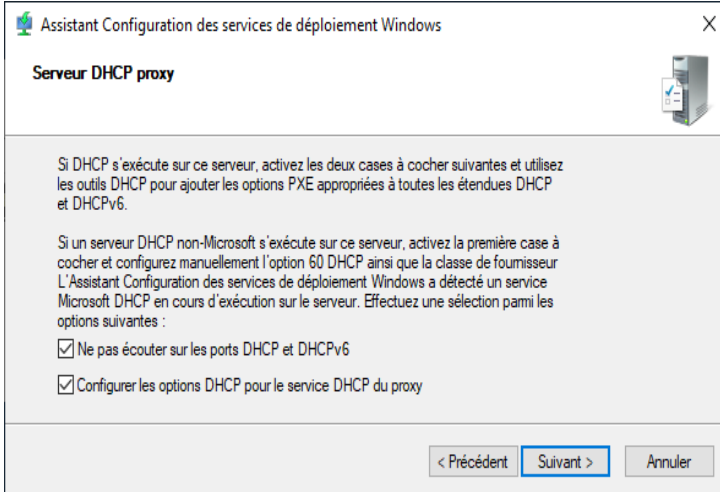 Assistant Configuration des services de déploiement Windows
Serveur DHCP proxy
Si DHCP s'exécute sur ce serveur, activez les deux cases à cocher suivantes et utilisez
les outils DHCP pour ajouter les options PXE appropriées à toutes les étendues DHCP
et DHCPv6.
Si un serveur DHCP non-Microsoft s'exécute sur ce serveur, activez la première case à
cocher et configurez manuellement l'option 60 DHCP ainsi que la classe de fournisseur
L'Assistant Configuration des services de déploiement Windows a détecté un service
Microsoft DHCP en cours d'exécution sur le serveur. Effectuez une sélection parmi les
options suivantes :
Ne pas écouter sur les ports DHCP et DHCPv6
Configurer les options DHCP pour le service DHCP du proxy
< Précédent Suivant > Annuler